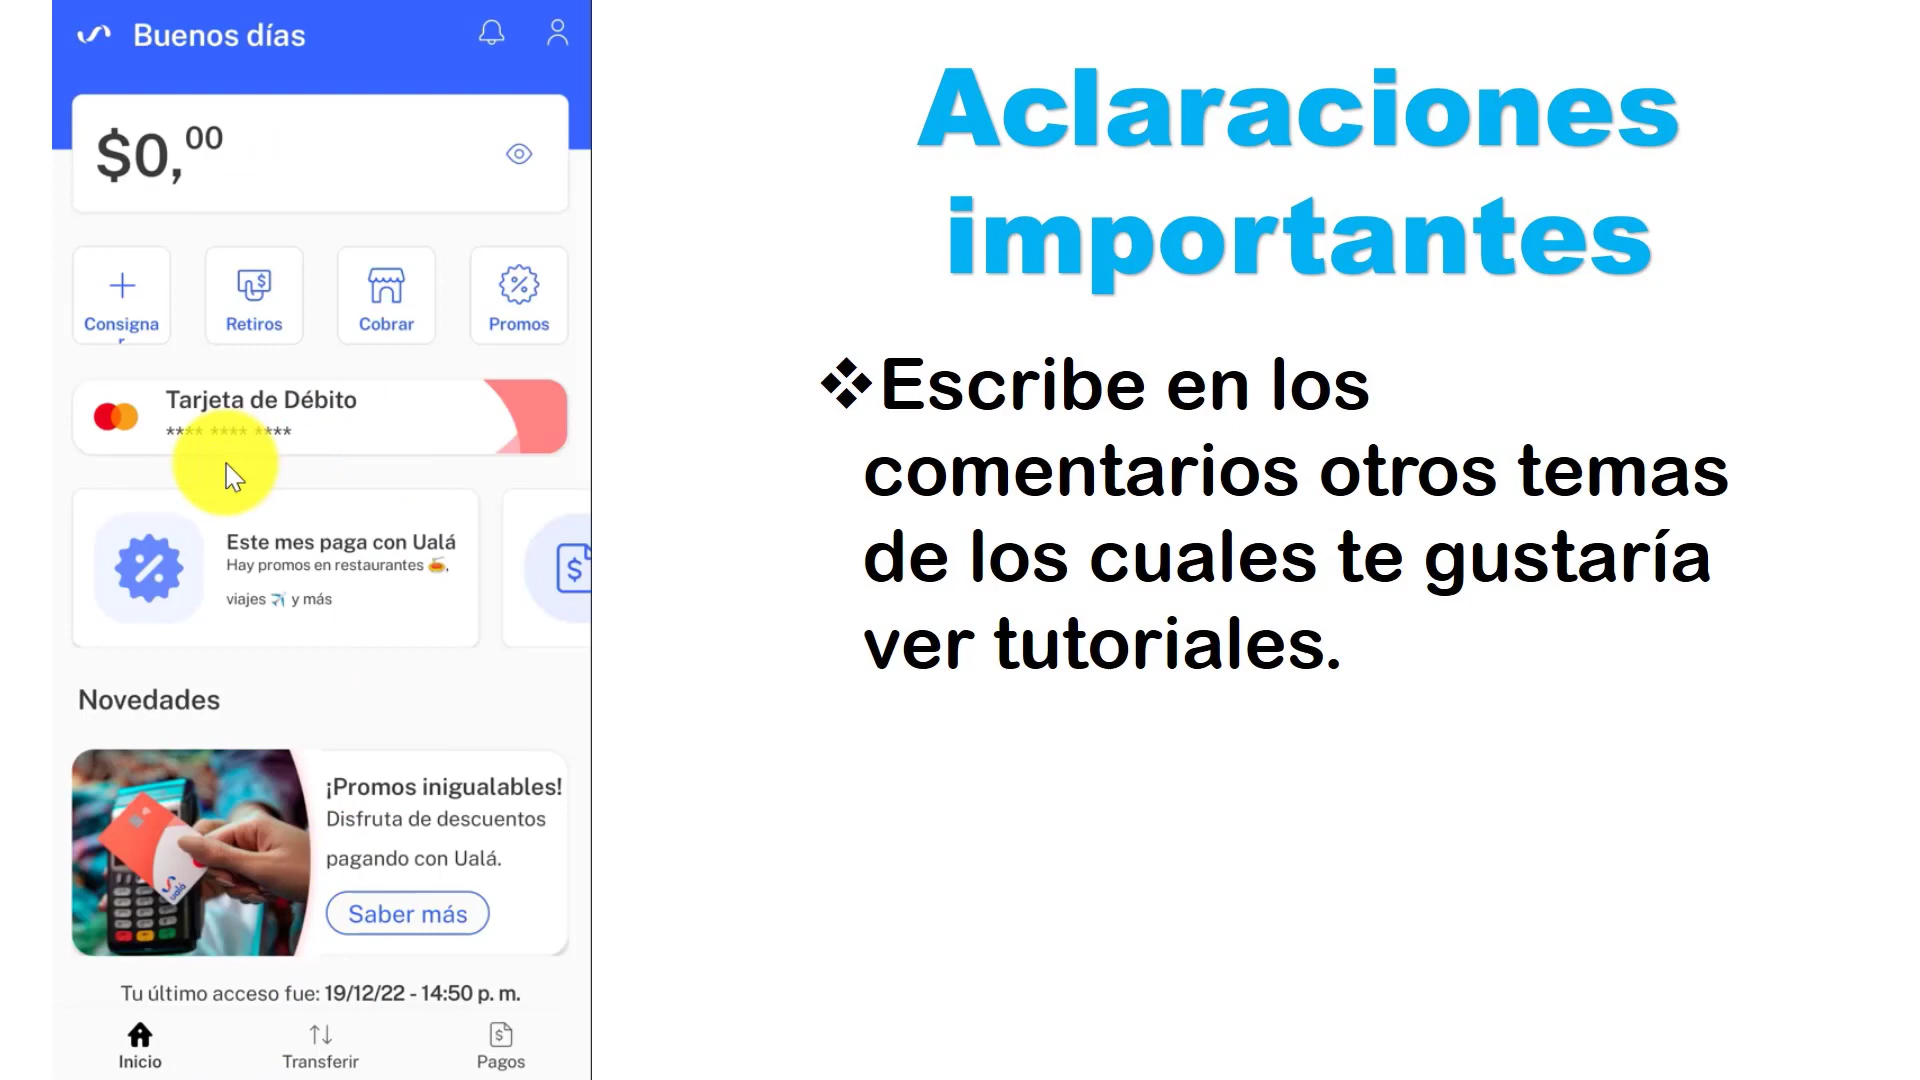 Buenos días
$0,00
Consigna
r
Retiros
Cobrar
Promos
Tarjeta de Débito
**** **** ****
Este mes paga con Ualá
Hay promos en restaurantes 🍜,
viajes ✈️ y más
$
Novedades
¡Promos inigualables!
Disfruta de descuentos
pagando con Ualá.
ualá
Saber más
Tu último acceso fue: 19/12/22 - 14:50 p. m.
Inicio
Transferir
Pagos
Aclaraciones
importantes
❖Escribe en los
comentarios otros temas
de los cuales te gustaría
ver tutoriales.